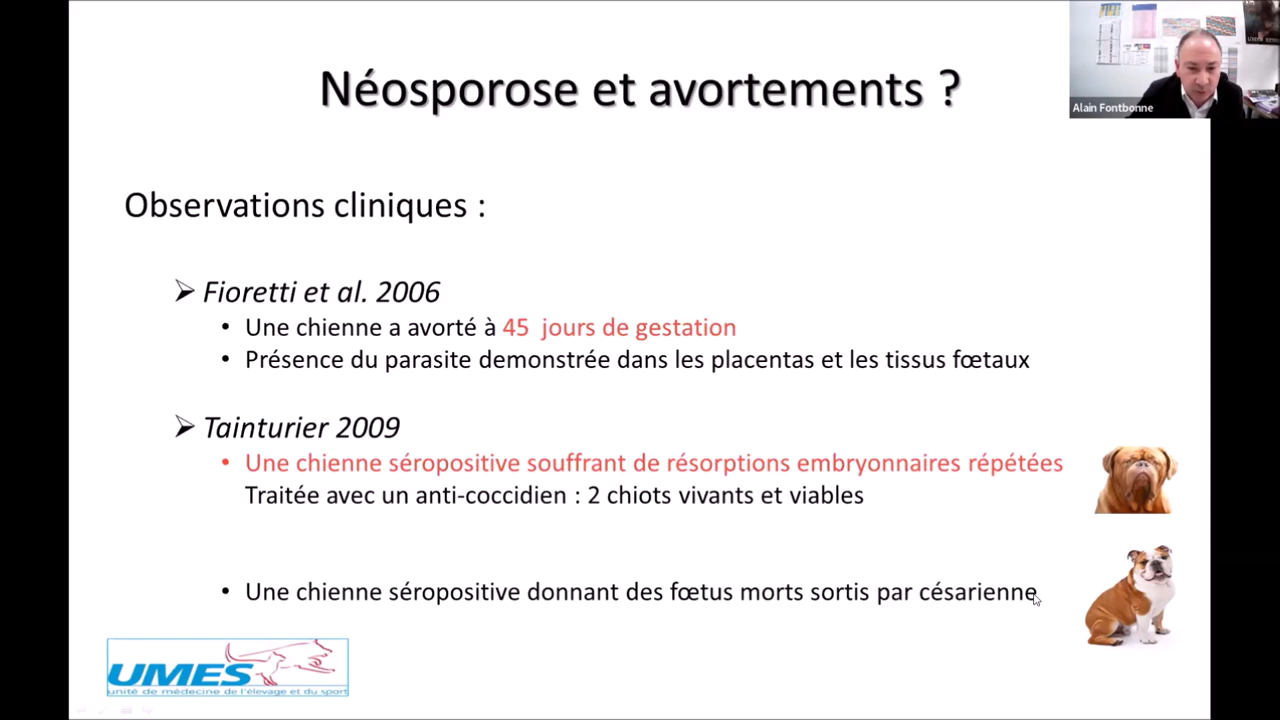 Néosporose et avortements ?
Alain Fontbonne
Observations cliniques :
Fioretti et al. 2006
Une chienne a avorté à 45 jours de gestation
Présence du parasite demonstrée dans les placentas et les tissus fœtaux
Tainturier 2009
Une chienne séropositive souffrant de résorptions embryonnaires répétées
Traitée avec un anti-coccidien : 2 chiots vivants et viables
Une chienne séropositive donnant des fœtus morts sortis par césarienne
UMES
unité de médecine de l'élevage et du sport